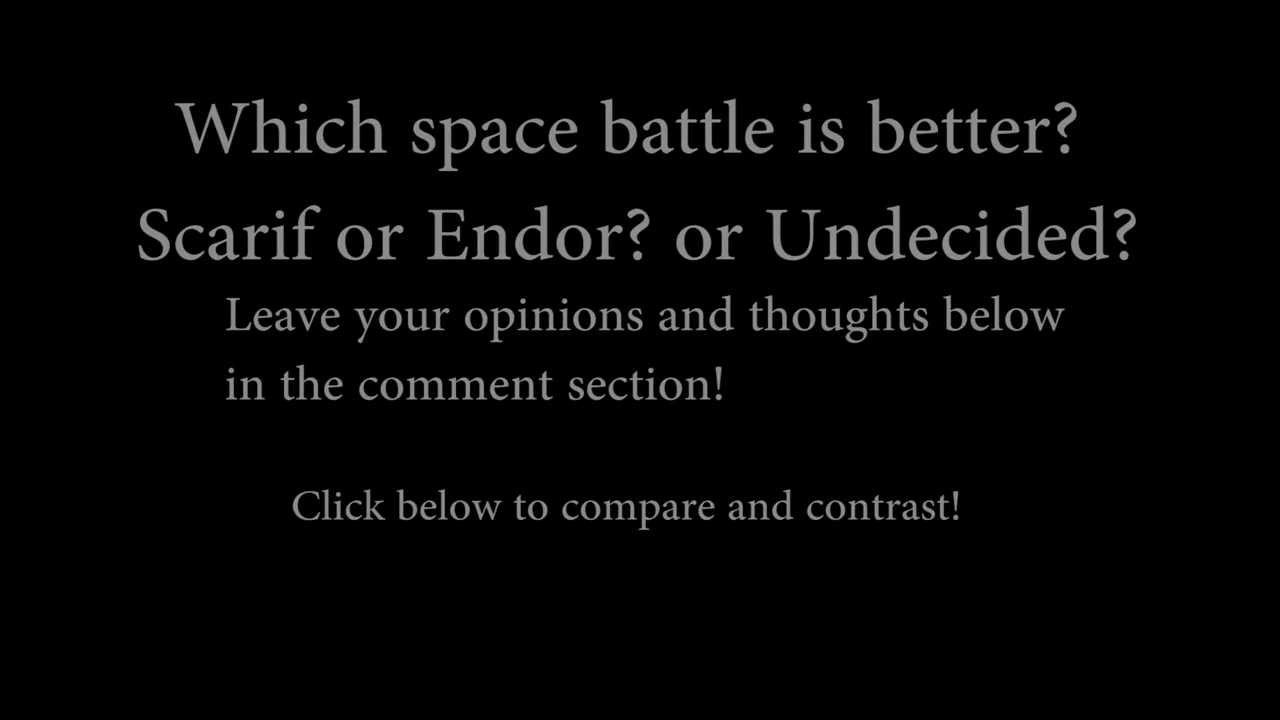 Which space battle is better?
Scarif or Endor? or Undecided?
Leave your opinions and thoughts below
in the comment section!
Click below to compare and contrast!